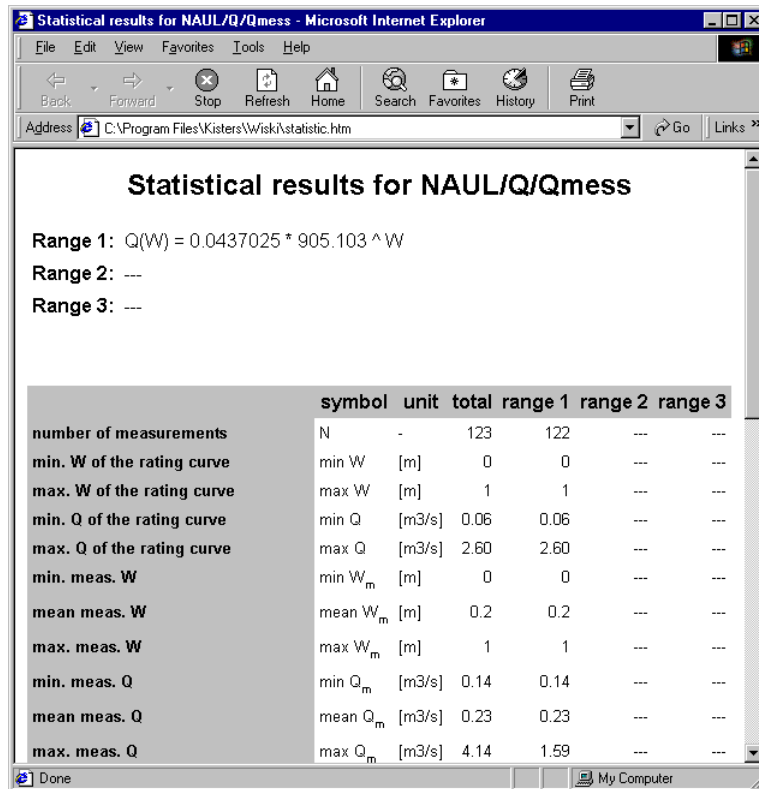 Statistical results for NAUL/Q/Qmess - Microsoft Internet Explorer
File Edit View Favorites Tools Help
Back Forward Stop Refresh Home Search Favorites History Print
Address C:\Program Files\Kisters\Wiski\statistic.htm Go Links »
Statistical results for NAUL/Q/Qmess
Range 1: Q(W) = 0.0437025 * 905.103 ^ W
Range 2: ---
Range 3: ---
symbol unit total range 1 range 2 range 3
number of measurements N - 123 122 --- ---
min. W of the rating curve min W [m] 0 0 --- ---
max. W of the rating curve max W [m] 1 1 --- ---
min. Q of the rating curve min Q [m3/s] 0.06 0.06 --- ---
max. Q of the rating curve max Q [m3/s] 2.60 2.60 --- ---
min. meas. W min Wm [m] 0 0 --- ---
mean meas. W mean Wm [m] 0.2 0.2 --- ---
max. meas. W max Wm [m] 1 1 --- ---
min. meas. Q min Qm [m3/s] 0.14 0.14 --- ---
mean meas. Q mean Qm [m3/s] 0.23 0.23 --- ---
max. meas. Q max Qm [m3/s] 4.14 1.59 --- ---
Done My Computer